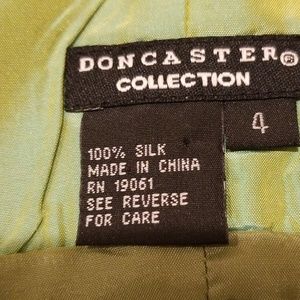 DONCASTER®
COLLECTION
4
100% SILK
MADE IN CHINA
RN 19061
SEE REVERSE
FOR CARE